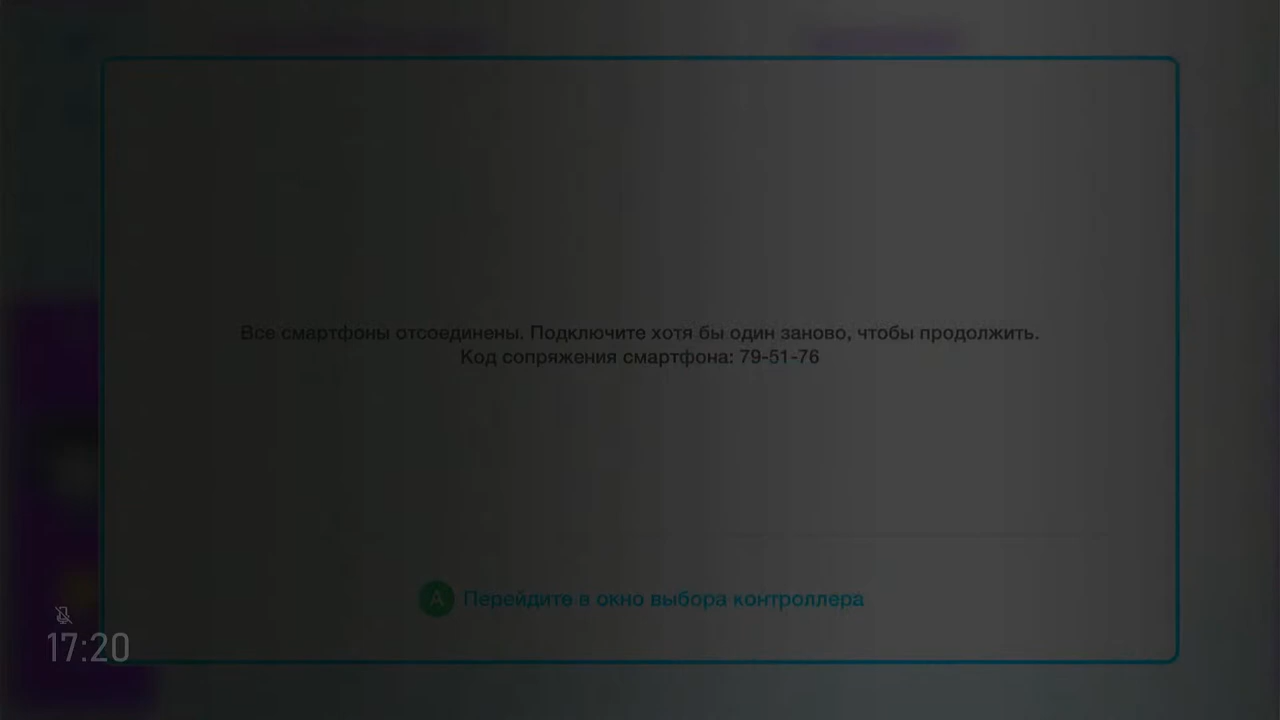 Все смартфоны отсоединены. Подключите хотя бы один заново, чтобы продолжить.
Код сопряжения смартфона: 79-51-76
A Перейдите в окно выбора контроллера
17:20